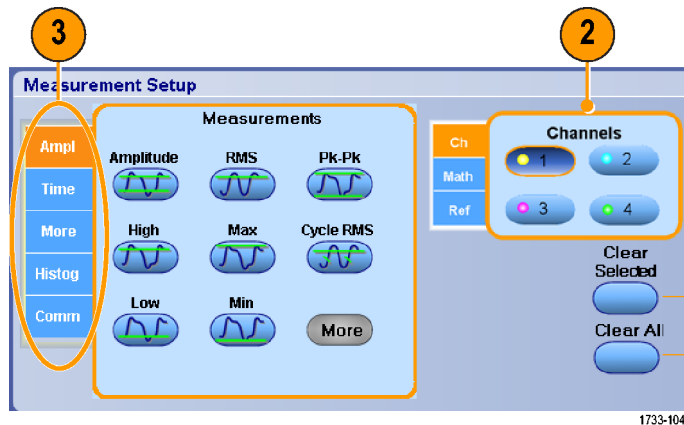 3
2
Measurement Setup
Measurements
Channels
Ampl
Time
More
Histog
Comm
Amplitude
RMS
Pk-Pk
High
Max
Cycle RMS
Low
Min
More
Ch
Math
Ref
1
2
3
4
Clear
Selected
Clear All
1733-104